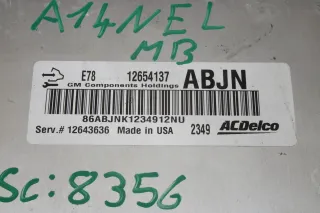 A14NEL
MB
E78 12654137 ABJN
GM Components Holdings
86ABJNK1234912NU
Serv.# 12643636 Made in USA 2349 ACDelco
Sc:8356